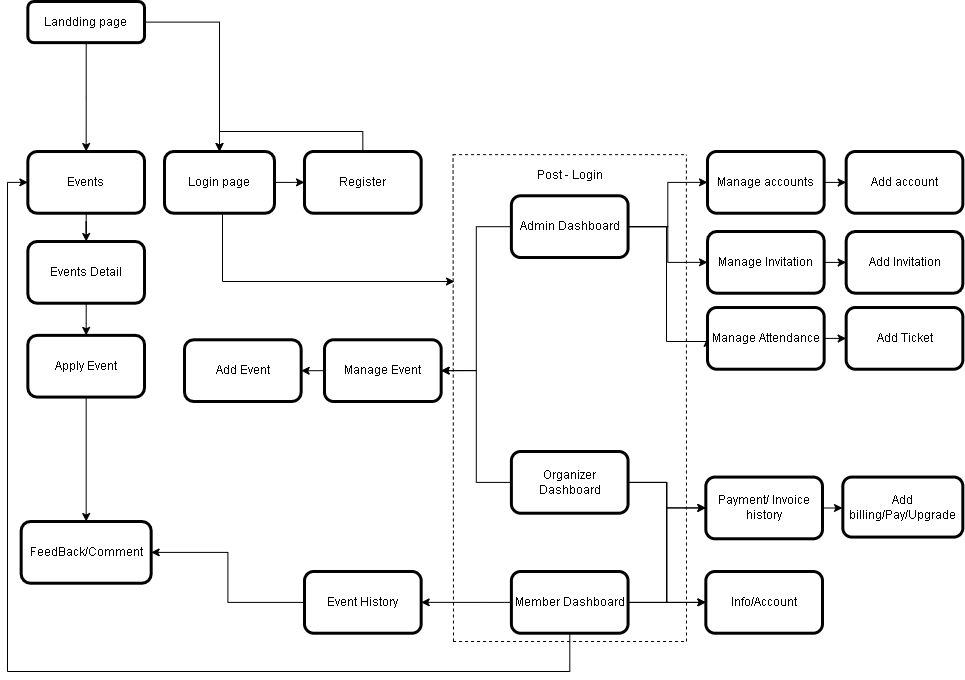 Landding page
Events
Login page
Register
Post - Login
Admin Dashboard
Manage accounts
Add account
Events Detail
Manage Invitation
Add Invitation
Apply Event
Add Event
Manage Event
Manage Attendance
Add Ticket
Organizer
Dashboard
Payment/ Invoice
history
Add
billing/Pay/Upgrade
FeedBack/Comment
Event History
Member Dashboard
Info/Account